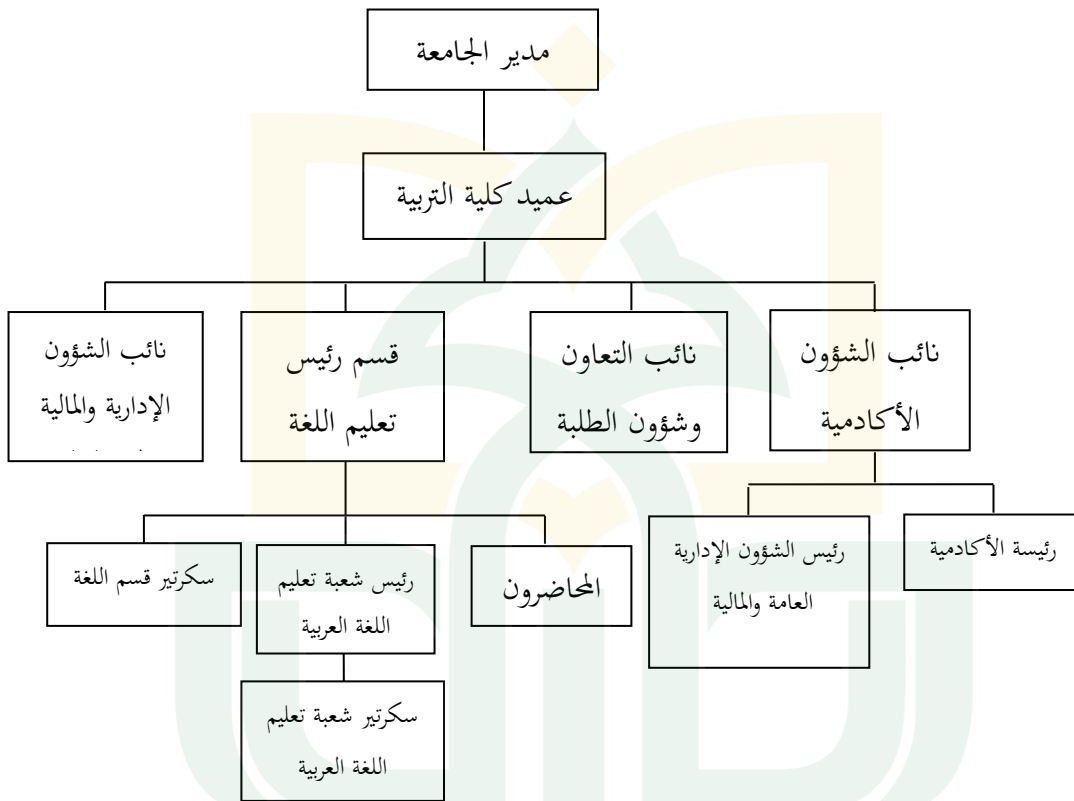 مدير الجامعة
عميد كلية التربية
نائب الشؤون
الأكادمية
نائب التعاون
وشؤون الطلبة
قسم رئيس
تعليم اللغة
نائب الشؤون
الإدارية والمالية
رئيسة الأكادمية
رئيس الشؤون الإدارية
العامة والمالية
المحاضرون
رئيس شعبة تعليم
اللغة العربية
سكرتير قسم اللغة
سكرتير شعبة تعليم
اللغة العربية